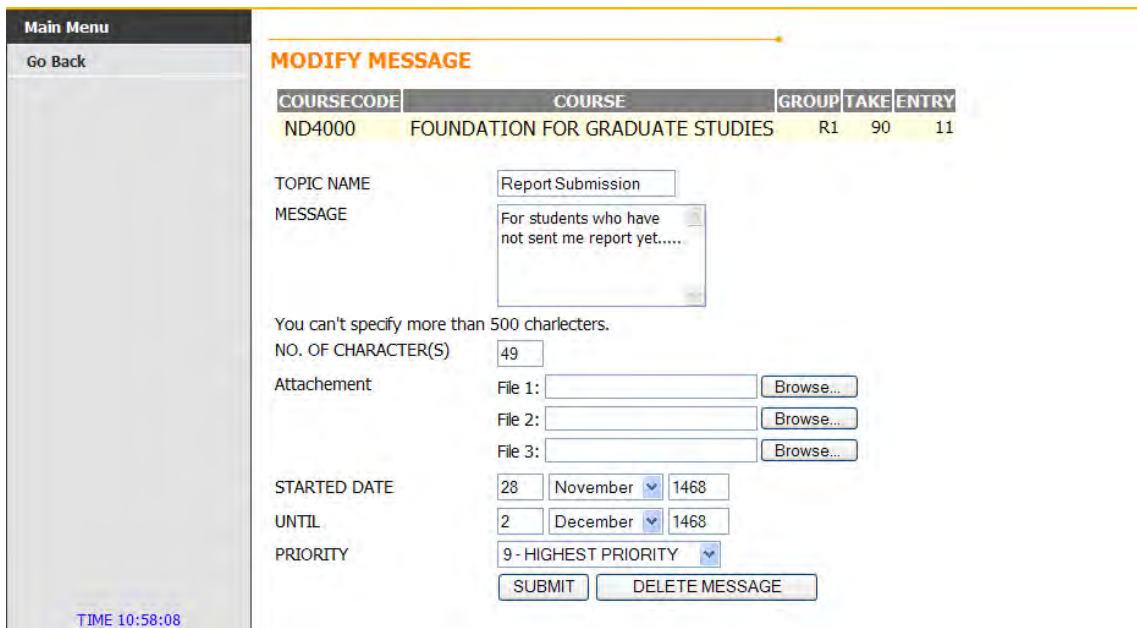 Main Menu
Go Back
MODIFY MESSAGE
COURSECODE COURSE GROUP TAKE ENTRY
ND4000 FOUNDATION FOR GRADUATE STUDIES R1 90 11
TOPIC NAME Report Submission
MESSAGE For students who have
not sent me report yet.....
You can't specify more than 500 charlecters.
NO. OF CHARACTER(S) 49
Attachement File 1: Browse...
File 2: Browse...
File 3: Browse...
STARTED DATE 28 November 1468
UNTIL 2 December 1468
PRIORITY 9 - HIGHEST PRIORITY
SUBMIT DELETE MESSAGE
TIME 10:58:08